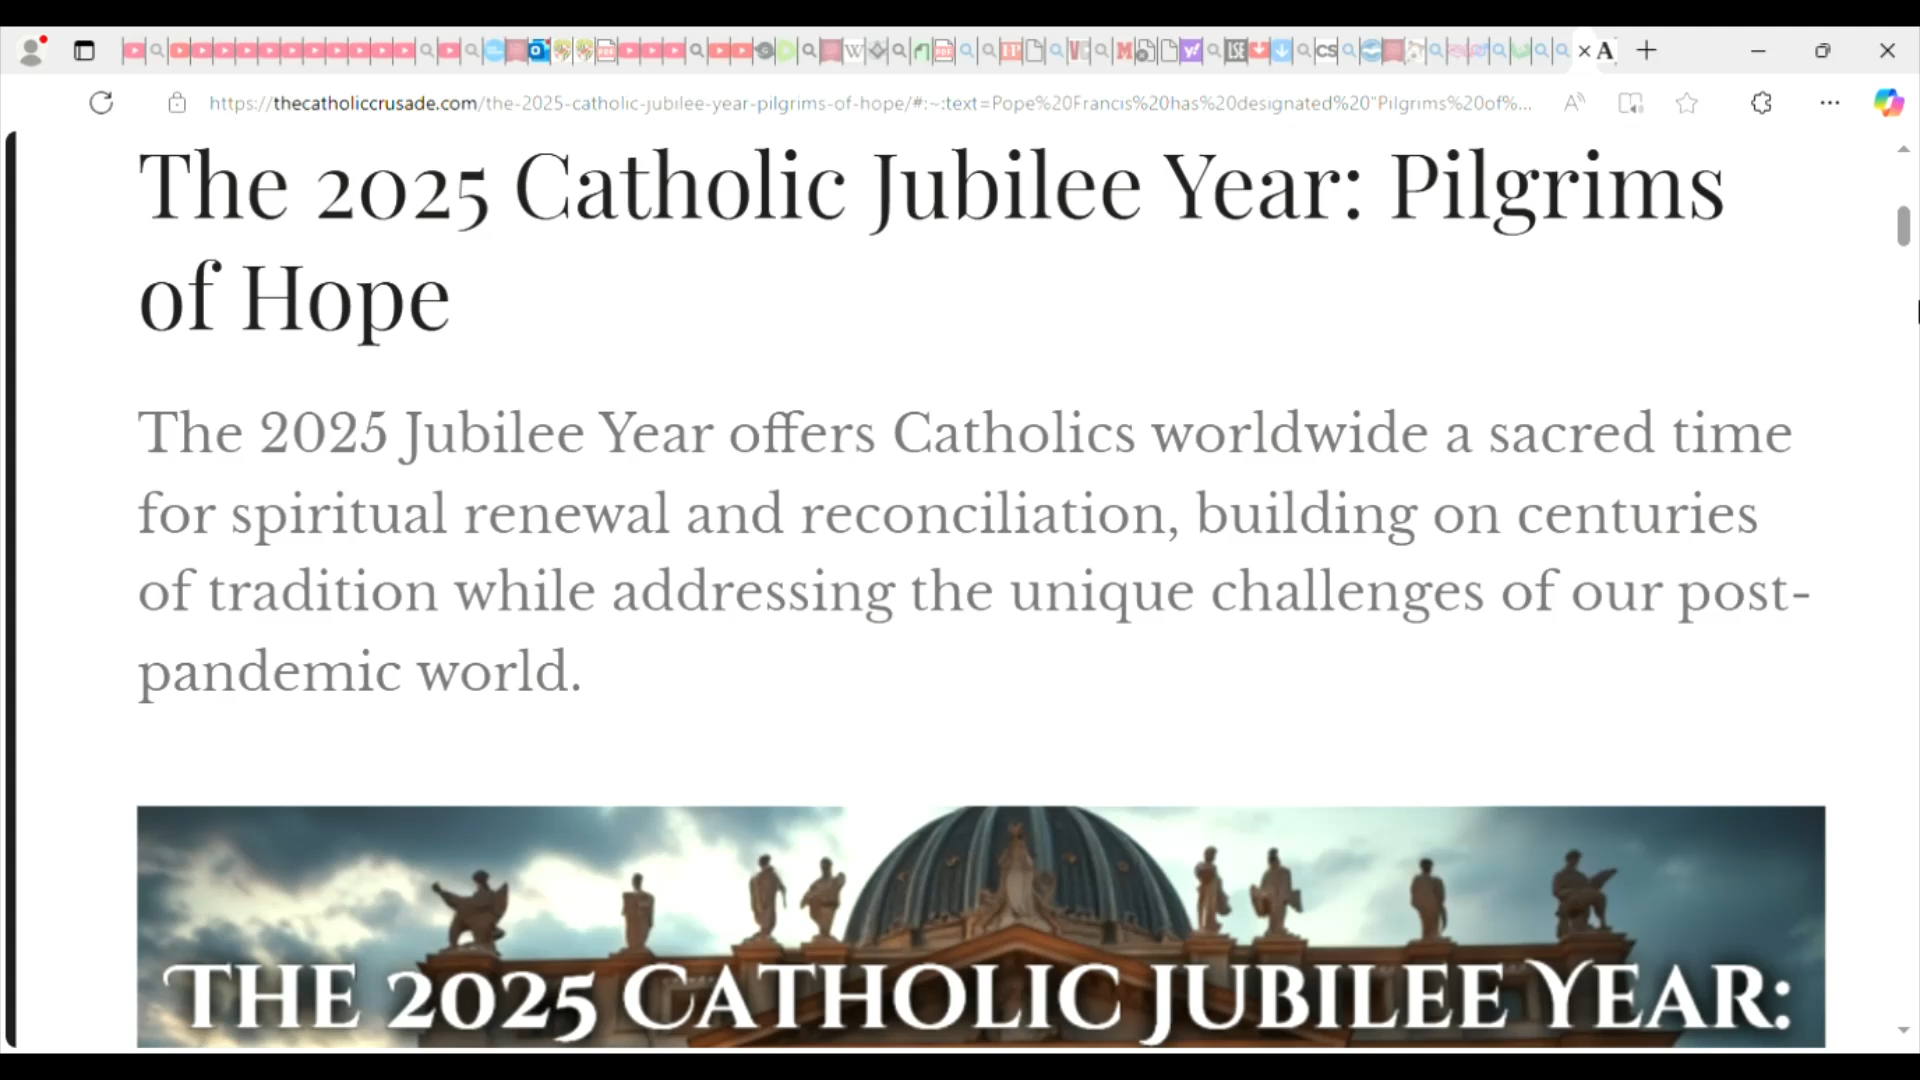 https://thecatholiccrusade.com/the-2025-catholic-jubilee-year-pilgrims-of-hope/#:~:text=Pope%20Francis%20has%20designated%20"Pilgrims%20of%...
The 2025 Catholic Jubilee Year: Pilgrims
of Hope
The 2025 Jubilee Year offers Catholics worldwide a sacred time
for spiritual renewal and reconciliation, building on centuries
of tradition while addressing the unique challenges of our post-
pandemic world.
THE 2025 CATHOLIC JUBILEE YEAR: